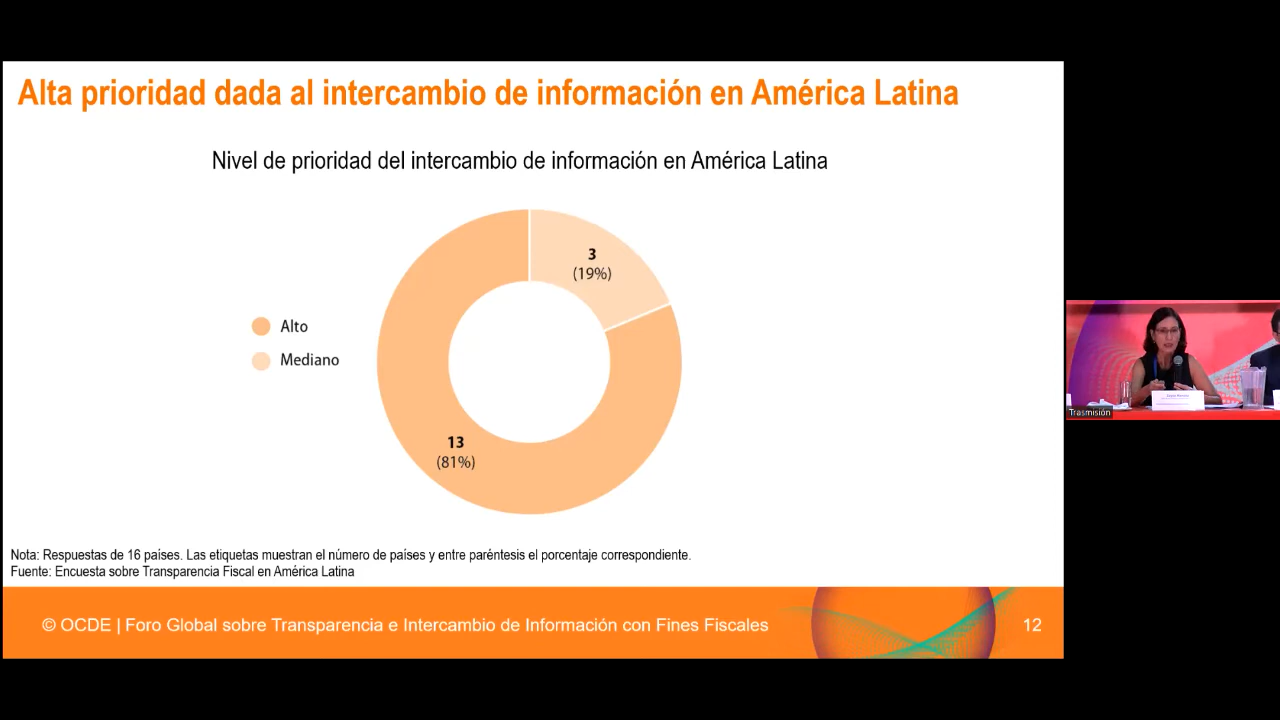 Alta prioridad dada al intercambio de información en América Latina
Nivel de prioridad del intercambio de información en América Latina
3
(19%)
Alto
Mediano
13
(81%)
Nota: Respuestas de 16 países. Las etiquetas muestran el número de países y entre paréntesis el porcentaje correspondiente.
Fuente: Encuesta sobre Transparencia Fiscal en América Latina
© OCDE | Foro Global sobre Transparencia e Intercambio de Información con Fines Fiscales
12
Trasmisión